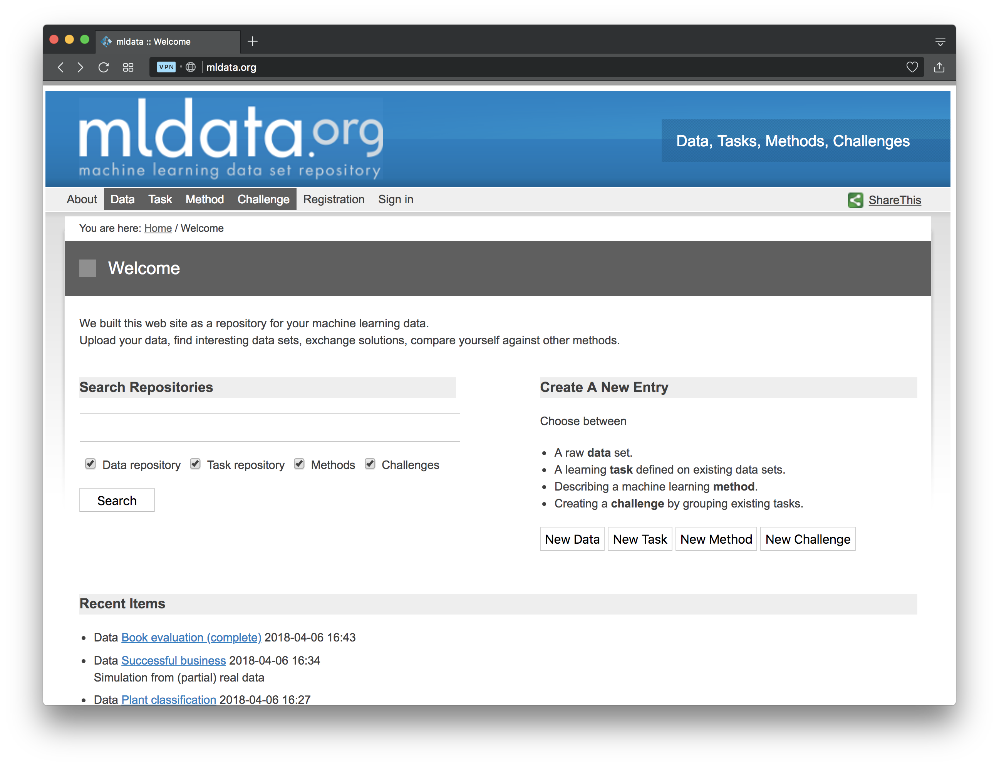 mldata :: Welcome
VPN mldata.org
mldata.org
machine learning data set repository
Data, Tasks, Methods, Challenges
About Data Task Method Challenge Registration Sign in ShareThis
You are here: Home / Welcome
Welcome
We built this web site as a repository for your machine learning data.
Upload your data, find interesting data sets, exchange solutions, compare yourself against other methods.
Search Repositories
Data repository Task repository Methods Challenges
Search
Create A New Entry
Choose between
• A raw data set.
• A learning task defined on existing data sets.
• Describing a machine learning method.
• Creating a challenge by grouping existing tasks.
New Data New Task New Method New Challenge
Recent Items
• Data Book evaluation (complete) 2018-04-06 16:43
• Data Successful business 2018-04-06 16:34
Simulation from (partial) real data
• Data Plant classification 2018-04-06 16:27